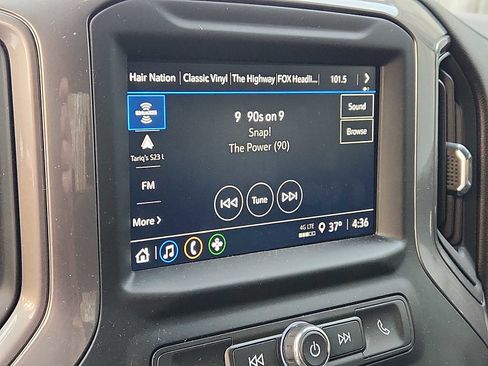 Hair Nation | Classic Vinyl | The Highway | FOX Headli... 101.5
SiriusXM
9 90s on 9
Sound
Snap!
Browse
Tariq's S23 U
The Power (90)
FM
Tune
More
4G LTE 37° 4:36